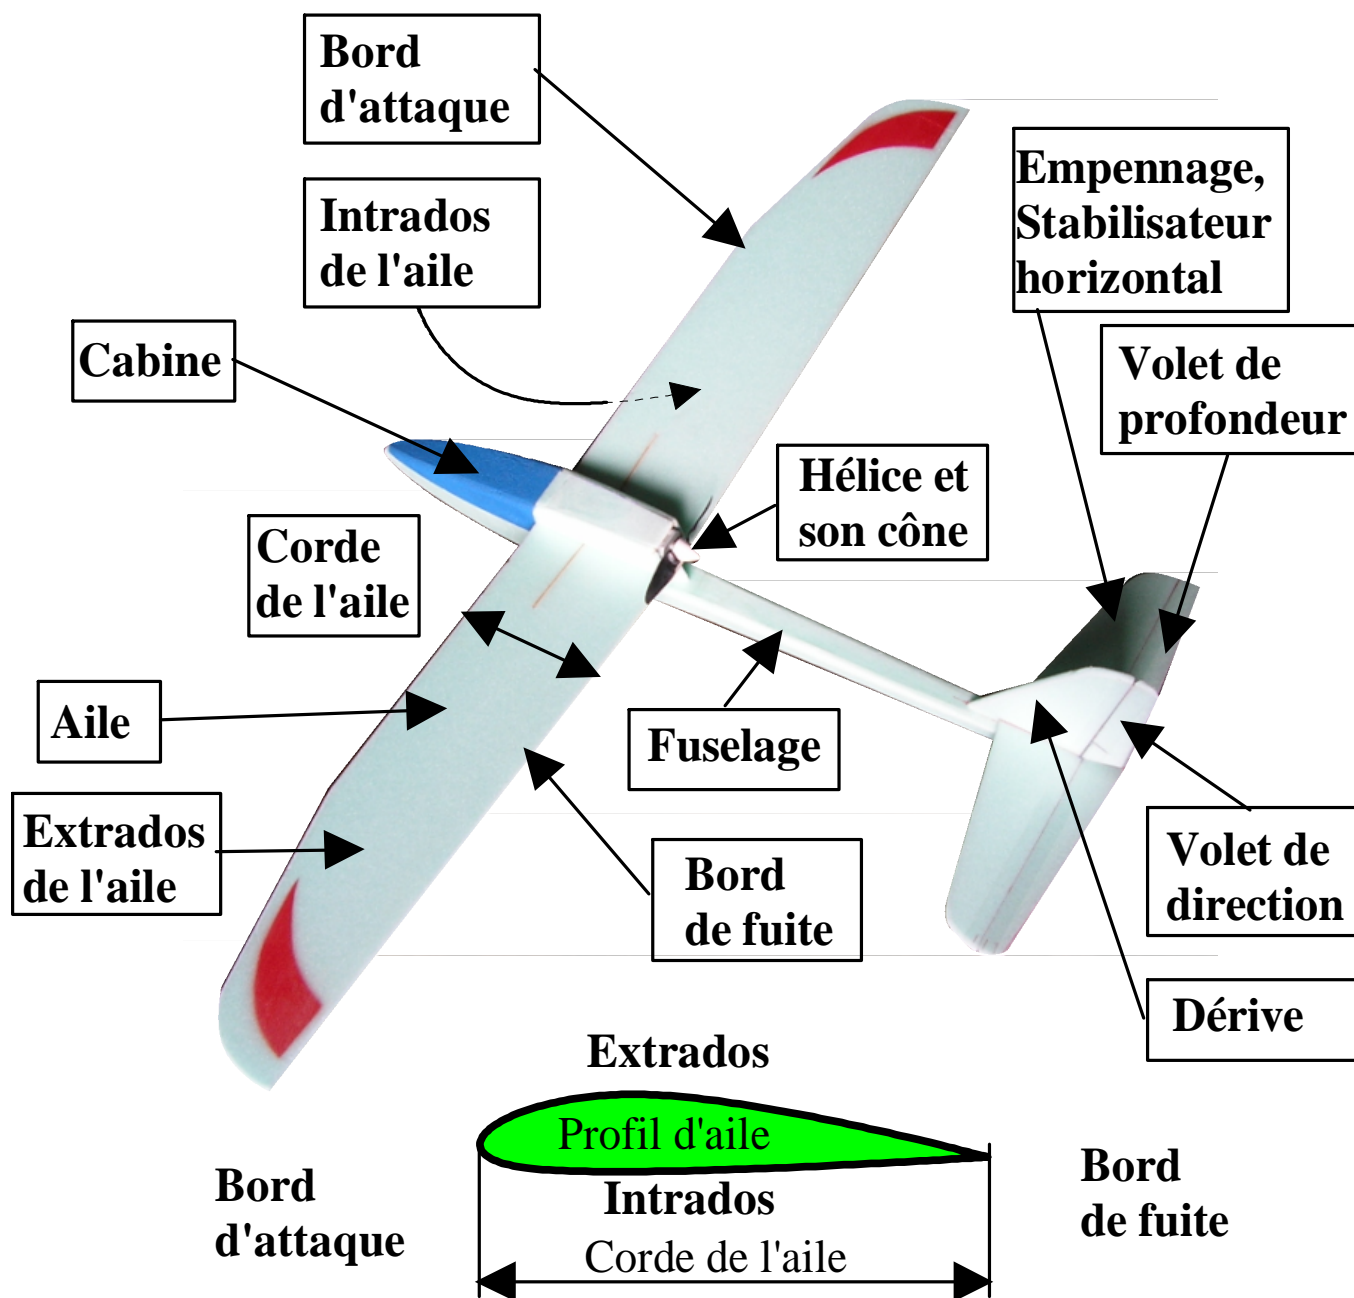 Bord
d'attaque
Intrados
de l'aile
Cabine
Empennage,
Stabilisateur
horizontal
Volet de
profondeur
Hélice et
son cône
Corde
de l'aile
Aile
Fuselage
Extrados
de l'aile
Bord
de fuite
Volet de
direction
Dérive
Extrados
Profil d'aile
Intrados
Corde de l'aile
Bord
d'attaque
Bord
de fuite